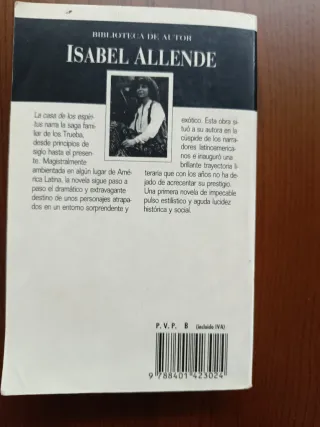 BIBLIOTECA DE AUTOR
ISABEL ALLENDE
La casa de los espíri-
tus narra la saga fami-
liar de los Trueba,
desde principios de
siglo hasta el presen-
te. Magistralmente
ambientada en algún lugar de Amé-
rica Latina, la novela sigue paso a
paso el dramático y extravagante
destino de unos personajes atrapa-
dos en un entorno sorprendente y
exótico. Esta obra si-
tuó a su autora en la
cúspide de los narra-
dores latinoamerica-
nos e inauguró una
brillante trayectoria li-
teraria que con los años no ha de-
jado de acrecentar su prestigio.
Una primera novela de impecable
pulso estilístico y aguda lucidez
histórica y social.
P. V. P. B (incluido IVA)
9 788401 423024